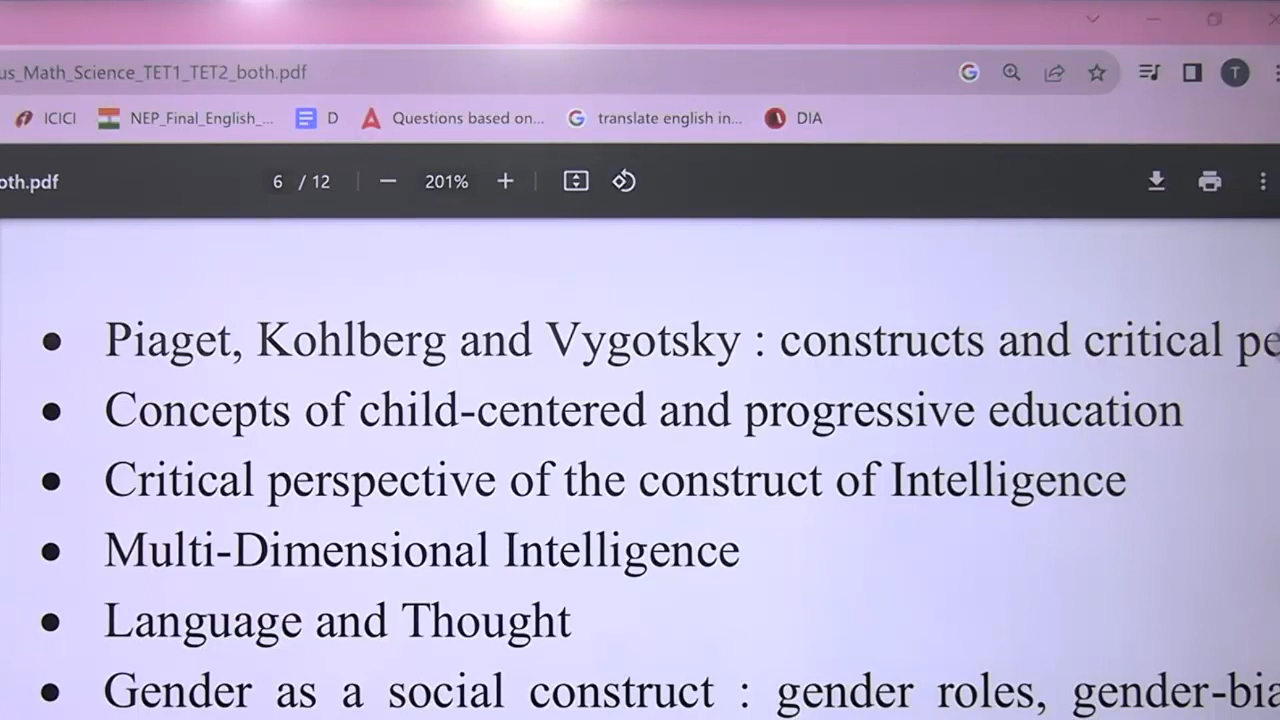 us_Math_Science_TET1_TET2_both.pdf
T
ICICI NEP_Final_English_... D Questions based on... translate english in... DIA
oth.pdf 6 / 12 201%
• Piaget, Kohlberg and Vygotsky : constructs and critical pe
• Concepts of child-centered and progressive education
• Critical perspective of the construct of Intelligence
• Multi-Dimensional Intelligence
• Language and Thought
• Gender as a social construct : gender roles, gender-bia